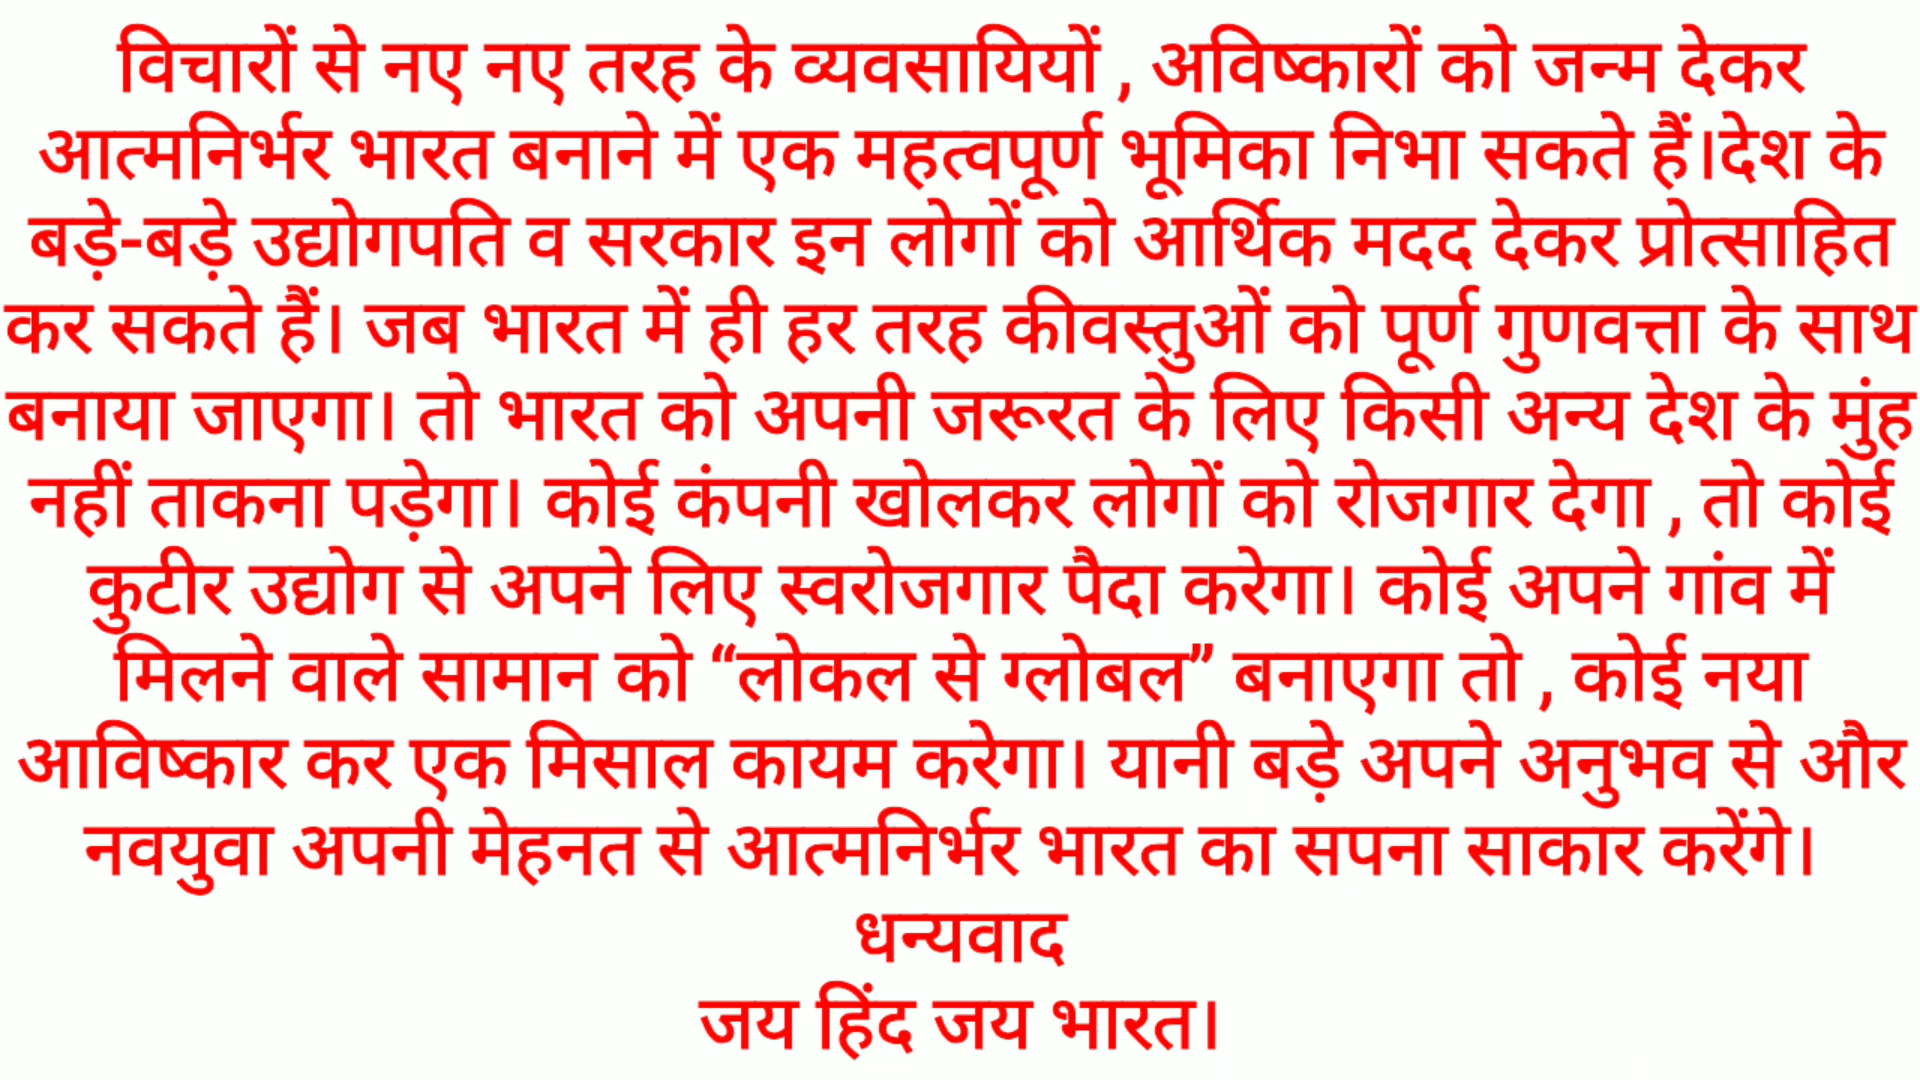 विचारों से नए नए तरह के व्यवसायियों , अविष्कारों को जन्म देकर
आत्मनिर्भर भारत बनाने में एक महत्वपूर्ण भूमिका निभा सकते हैं।देश के
बड़े-बड़े उद्योगपति व सरकार इन लोगों को आर्थिक मदद देकर प्रोत्साहित
कर सकते हैं। जब भारत में ही हर तरह कीवस्तुओं को पूर्ण गुणवत्ता के साथ
बनाया जाएगा। तो भारत को अपनी जरूरत के लिए किसी अन्य देश के मुंह
नहीं ताकना पड़ेगा। कोई कंपनी खोलकर लोगों को रोजगार देगा , तो कोई
कुटीर उद्योग से अपने लिए स्वरोजगार पैदा करेगा। कोई अपने गांव में
मिलने वाले सामान को “लोकल से ग्लोबल” बनाएगा तो , कोई नया
आविष्कार कर एक मिसाल कायम करेगा। यानी बड़े अपने अनुभव से और
नवयुवा अपनी मेहनत से आत्मनिर्भर भारत का सपना साकार करेंगे।
धन्यवाद
जय हिंद जय भारत।